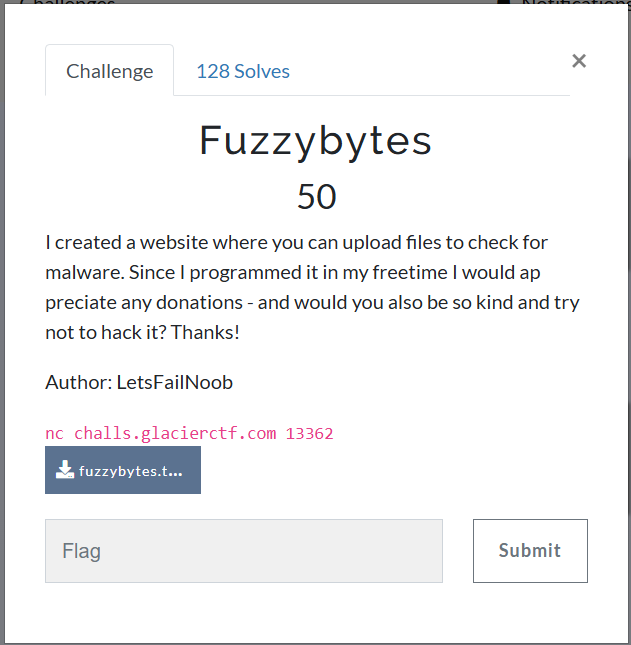 Challenges
Notifications
Challenge
128 Solves
×
Fuzzybytes
50
I created a website where you can upload files to check for
malware. Since I programmed it in my freetime I would ap
preciate any donations - and would you also be so kind and try
not to hack it? Thanks!
Author: LetsFailNoob
nc challs.glacierctf.com 13362
fuzzybytes.t...
Flag
Submit